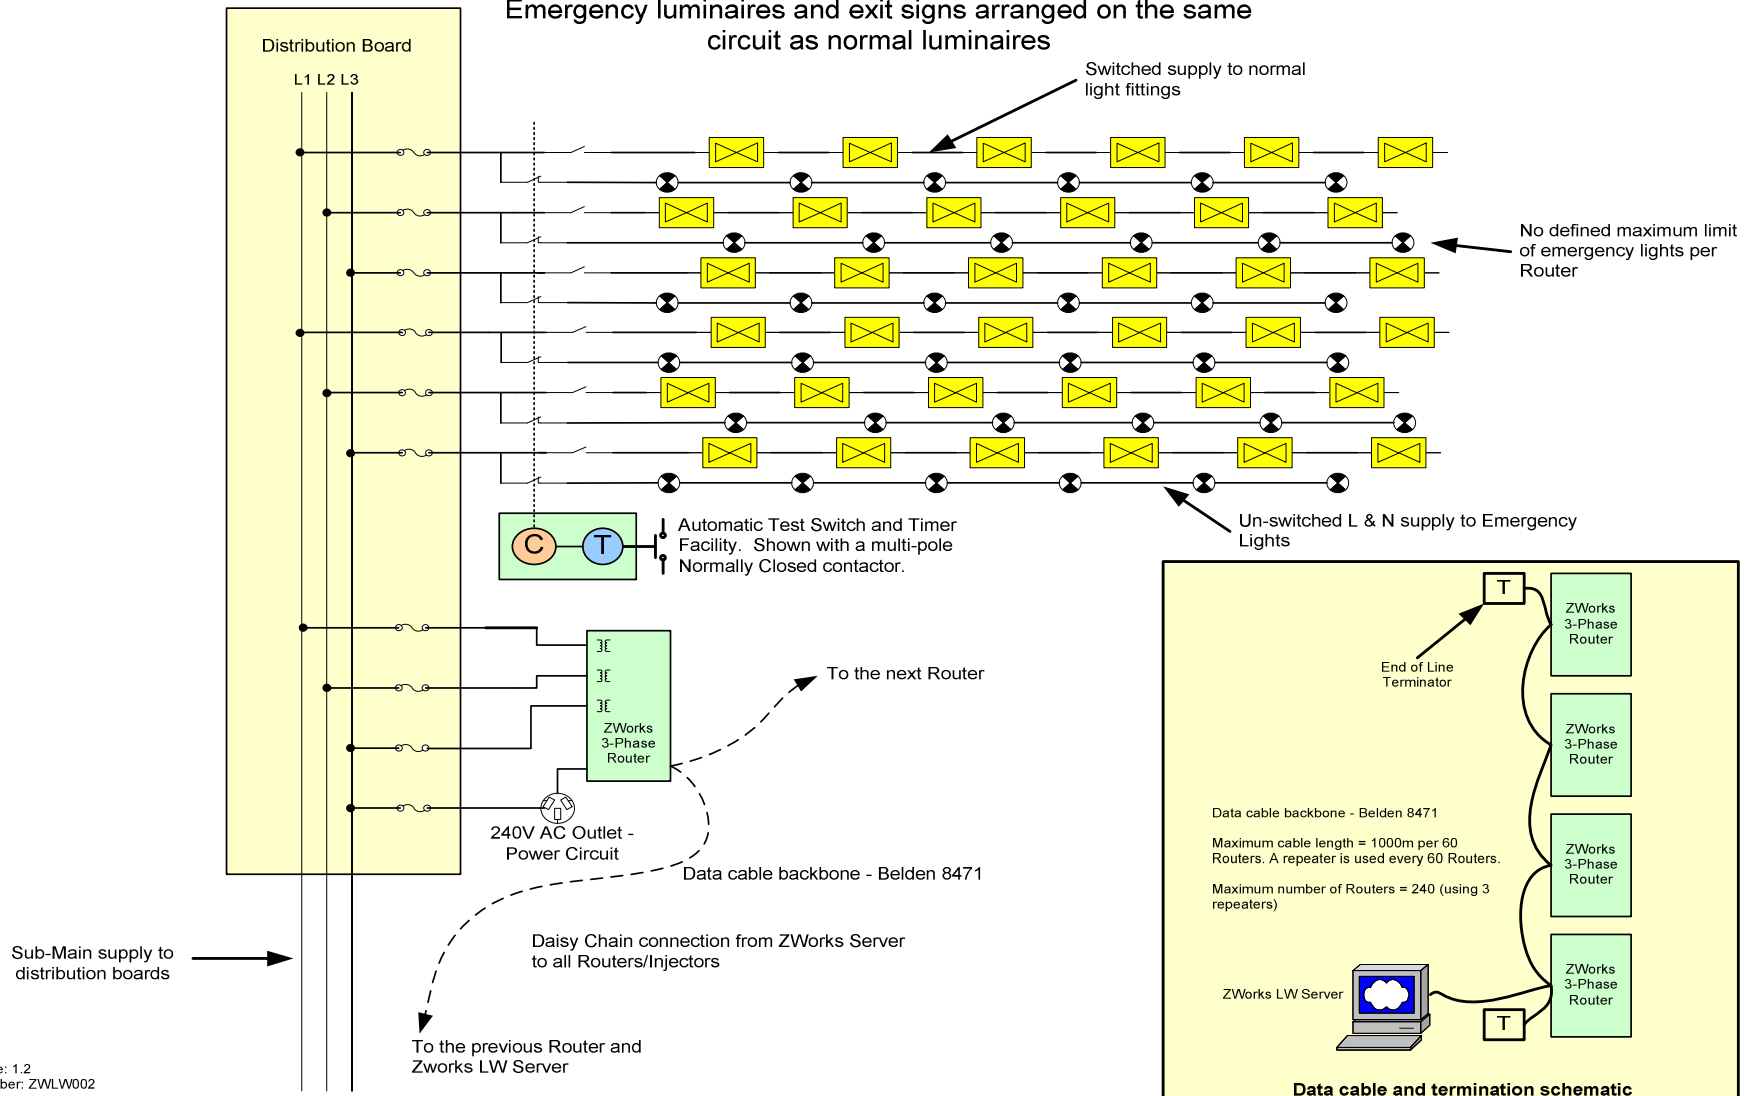 Emergency luminaires and exit signs arranged on the same
circuit as normal luminaires
Distribution Board
L1 L2 L3
Switched supply to normal
light fittings
No defined maximum limit
of emergency lights per
Router
Un-switched L & N supply to Emergency
Lights
C
T
Automatic Test Switch and Timer
Facility. Shown with a multi-pole
Normally Closed contactor.
ZWorks
3-Phase
Router
To the next Router
240V AC Outlet -
Power Circuit
Data cable backbone - Belden 8471
Daisy Chain connection from ZWorks Server
to all Routers/Injectors
Sub-Main supply to
distribution boards
To the previous Router and
Zworks LW Server
e: 1.2
ber: ZWLW002
T
ZWorks
3-Phase
Router
End of Line
Terminator
ZWorks
3-Phase
Router
Data cable backbone - Belden 8471
Maximum cable length = 1000m per 60
Routers. A repeater is used every 60 Routers.
Maximum number of Routers = 240 (using 3
repeaters)
ZWorks
3-Phase
Router
ZWorks
3-Phase
Router
ZWorks LW Server
T
Data cable and termination schematic